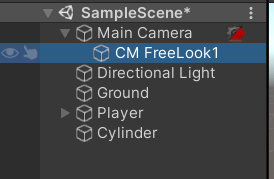 SampleScene*
Main Camera
CM FreeLook1
Directional Light
Ground
Player
Cylinder